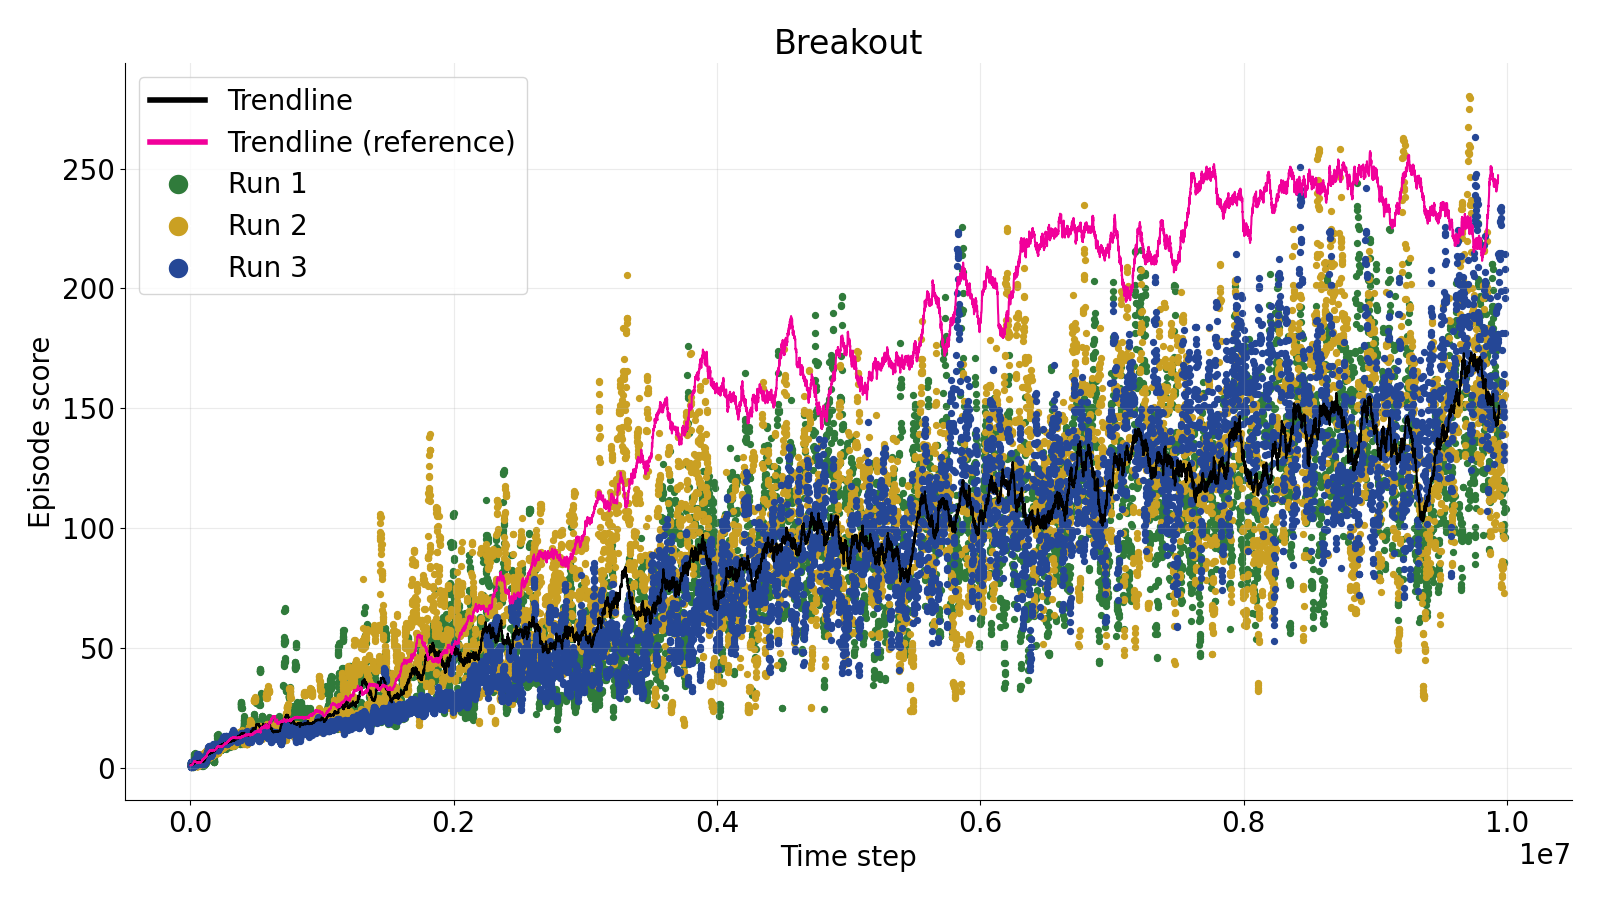 Breakout
Trendline
Trendline (reference)
Run 1
Run 2
Run 3
Episode score
250
200
150
100
50
0
0.0 0.2 0.4 0.6 0.8 1.0
1e7
Time step